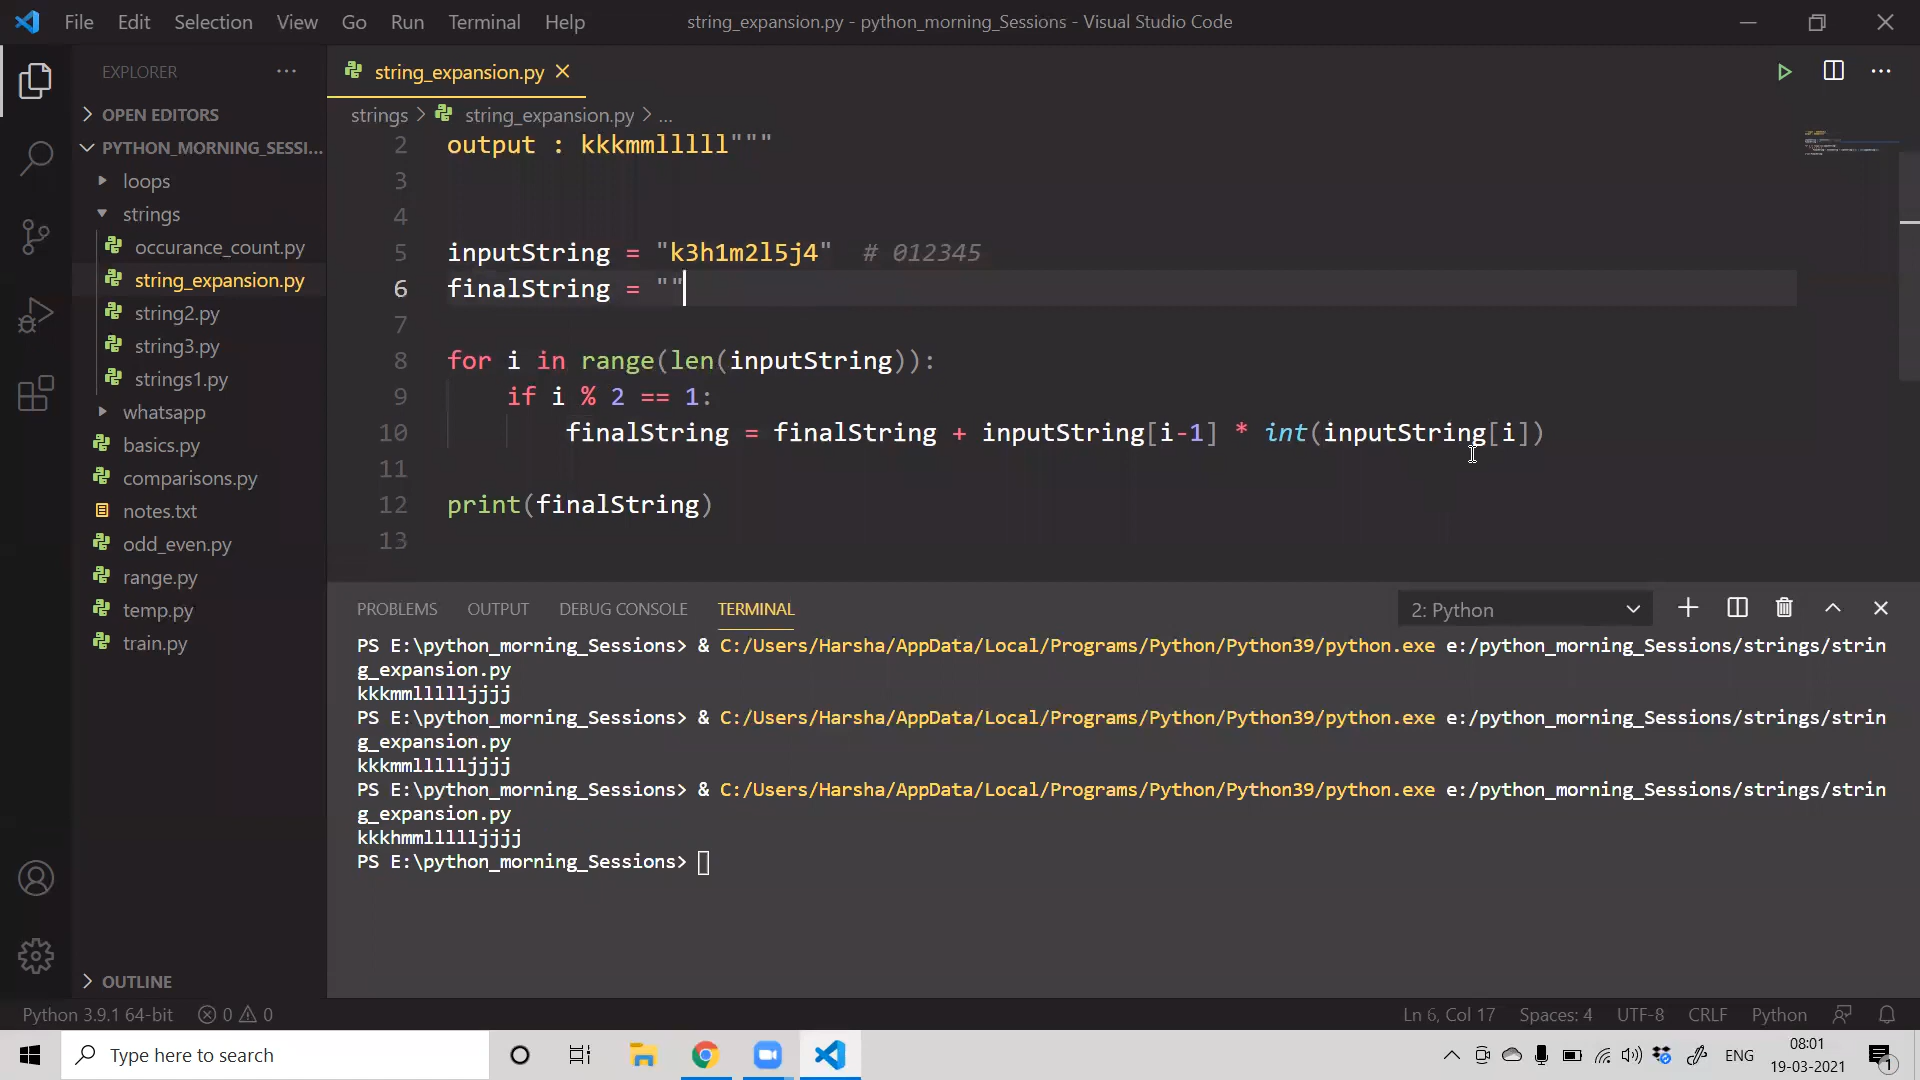 File Edit Selection View Go Run Terminal Help string_expansion.py - python_morning_Sessions - Visual Studio Code
EXPLORER
OPEN EDITORS
PYTHON_MORNING_SESSI...
loops
strings
occurance_count.py
string_expansion.py
string2.py
string3.py
strings1.py
whatsapp
basics.py
comparisons.py
notes.txt
odd_even.py
range.py
temp.py
train.py
OUTLINE
string_expansion.py
strings > string_expansion.py > ...
2 output : kkkmmlllll"""
3
4
5 inputString = "k3h1m2l5j4" # 012345
6 finalString = ""
7
8 for i in range(len(inputString)):
9 if i % 2 == 1:
10 finalString = finalString + inputString[i-1] * int(inputString[i])
11
12 print(finalString)
13
PROBLEMS OUTPUT DEBUG CONSOLE TERMINAL 2: Python
PS E:\python_morning_Sessions> & C:/Users/Harsha/AppData/Local/Programs/Python/Python39/python.exe e:/python_morning_Sessions/strings/strin
g_expansion.py
kkkmmllllljjjj
PS E:\python_morning_Sessions> & C:/Users/Harsha/AppData/Local/Programs/Python/Python39/python.exe e:/python_morning_Sessions/strings/strin
g_expansion.py
kkkmmllllljjjj
PS E:\python_morning_Sessions> & C:/Users/Harsha/AppData/Local/Programs/Python/Python39/python.exe e:/python_morning_Sessions/strings/strin
g_expansion.py
kkkhmmllllljjjj
PS E:\python_morning_Sessions>
Python 3.9.1 64-bit 0 0 Ln 6, Col 17 Spaces: 4 UTF-8 CRLF Python
Type here to search
ENG
08:01
19-03-2021
1